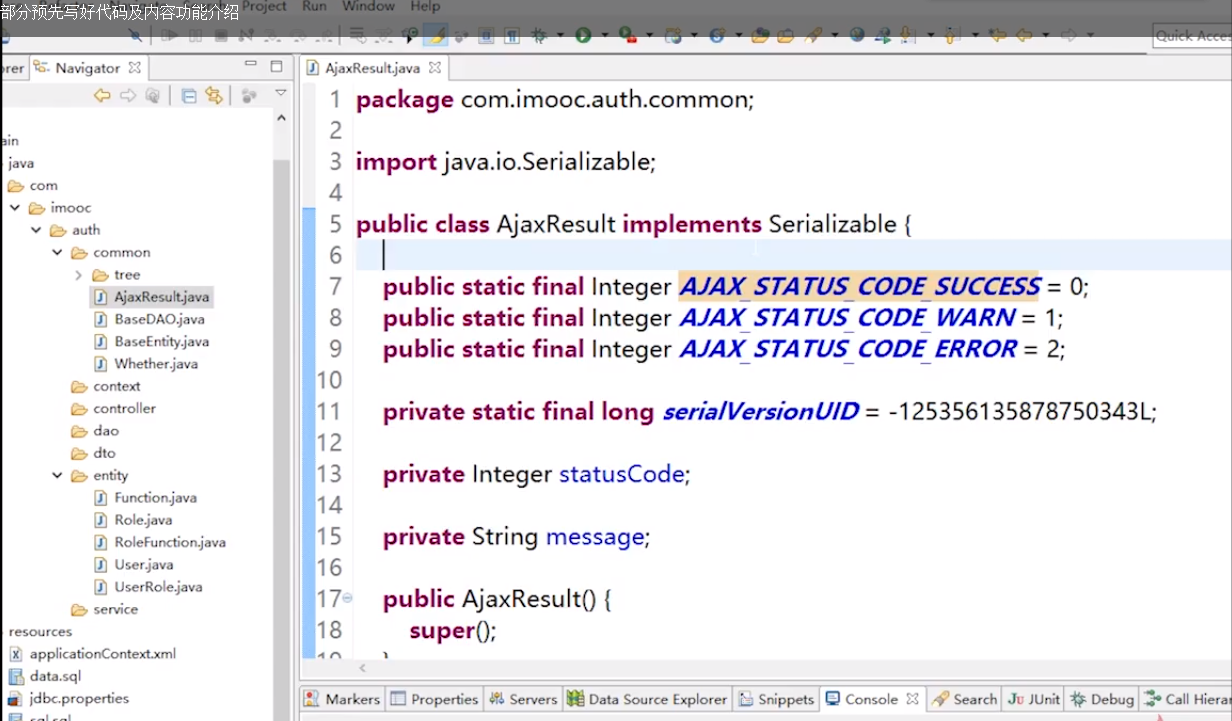 部分预先写好代码及内容功能介绍
Project Run Window Help
Quick Acces
rer Navigator
AjaxResult.java
ain
java
com
imooc
auth
common
tree
AjaxResult.java
BaseDAO.java
BaseEntity.java
Whether.java
context
controller
dao
dto
entity
Function.java
Role.java
RoleFunction.java
User.java
UserRole.java
service
resources
applicationContext.xml
data.sql
jdbc.properties
sql.sql
1 package com.imooc.auth.common;
2
3 import java.io.Serializable;
4
5 public class AjaxResult implements Serializable {
6
7 public static final Integer AJAX_STATUS_CODE_SUCCESS = 0;
8 public static final Integer AJAX_STATUS_CODE_WARN = 1;
9 public static final Integer AJAX_STATUS_CODE_ERROR = 2;
10
11 private static final long serialVersionUID = -125356135878750343L;
12
13 private Integer statusCode;
14
15 private String message;
16
17 public AjaxResult() {
18 super();
19 }
Markers Properties Servers Data Source Explorer Snippets Console Search JUnit Debug Call Hierar